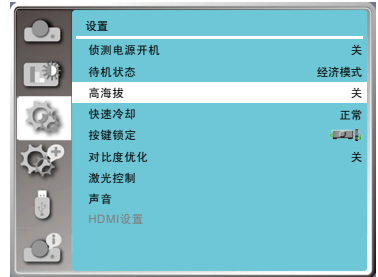 设置
侦测电源开机 关
待机状态 经济模式
高海拔 关
快速冷却 正常
按键锁定
对比度优化 关
激光控制
声音
HDMI设置